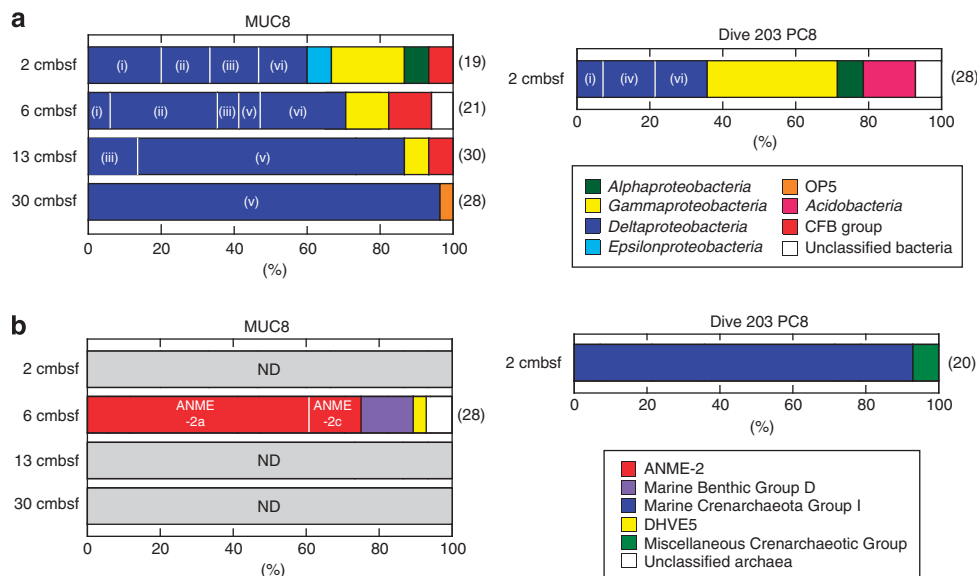 a
MUC8
2 cmbsf (i) (ii) (iii) (vi) (19)
6 cmbsf (i) (ii) (iii) (v) (vi) (21)
13 cmbsf (iii) (v) (30)
30 cmbsf (v) (28)
0 20 40 60 80 100
(%)
Dive 203 PC8
2 cmbsf (i) (iv) (vi) (28)
0 20 40 60 80 100
(%)
Alphaproteobacteria
Gammaproteobacteria
Deltaproteobacteria
Epsilonproteobacteria
OP5
Acidobacteria
CFB group
Unclassified bacteria
b
MUC8
2 cmbsf ND
6 cmbsf ANME -2a ANME -2c (28)
13 cmbsf ND
30 cmbsf ND
0 20 40 60 80 100
(%)
Dive 203 PC8
2 cmbsf (20)
0 20 40 60 80 100
(%)
ANME-2
Marine Benthic Group D
Marine Crenarchaeota Group I
DHVE5
Miscellaneous Crenarchaeotic Group
Unclassified archaea